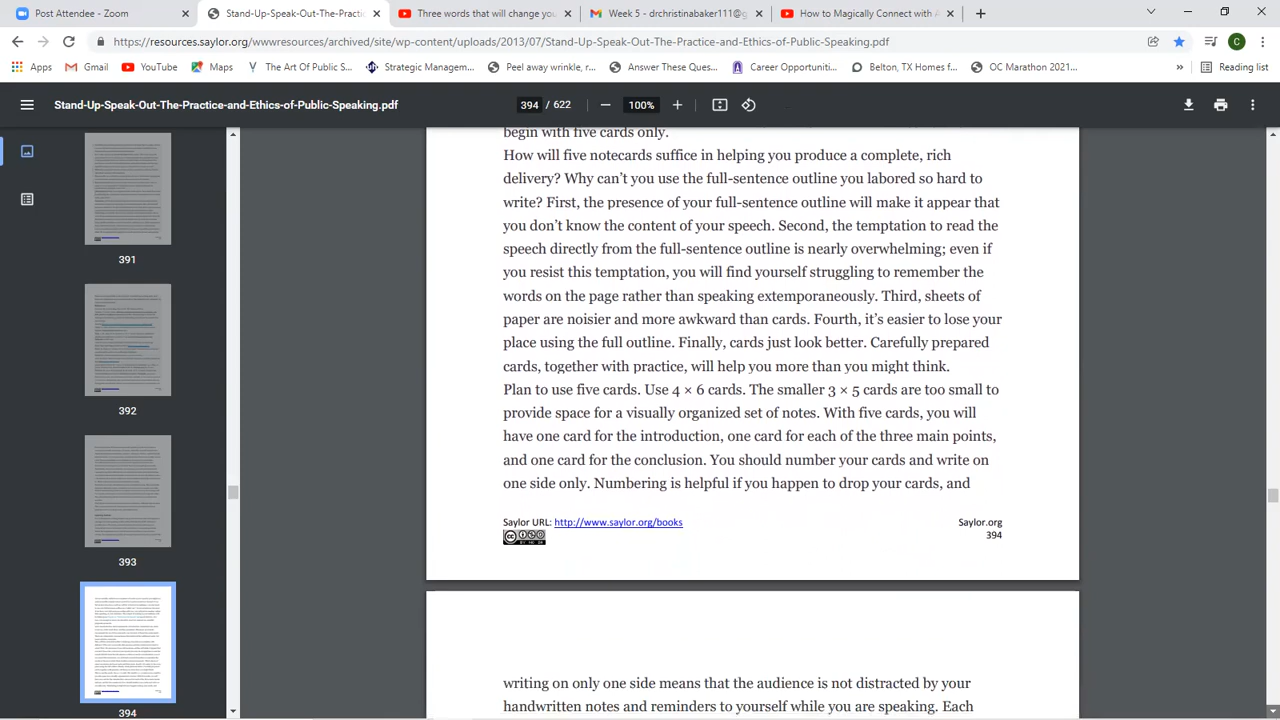 Post Attendee - Zoom
Stand-Up-Speak-Out-The-Practi
Three words that will change you
Week 5 - drchristinabaker111@g
How to Magically Connect with A
https://resources.saylor.org/wwwresources/archived/site/wp-content/uploads/2013/07/Stand-Up-Speak-Out-The-Practice-and-Ethics-of-Public-Speaking.pdf
C
Apps
Gmail
YouTube
Maps
The Art Of Public S...
Strategic Managem...
Peel away wrinkle, r...
Answer These Que...
Career Opportuni...
Belton, TX Homes f...
OC Marathon 2021...
»
Reading list
Stand-Up-Speak-Out-The-Practice-and-Ethics-of-Public-Speaking.pdf
394 / 622
100%
391
392
393
394
begin with five cards only.
How will five notecards suffice in helping you produce a complete, rich
delivery? Why can't you use the full-sentence outline you labored so hard to
write? First, the presence of your full-sentence outline will make it appear that
you don't know the content of your speech. Second, the temptation to read the
speech directly from the full-sentence outline is nearly overwhelming; even if
you resist this temptation, you will find yourself struggling to remember the
words on the page rather than speaking extemporaneously. Third, sheets of
paper are noisier and more awkward than cards. Fourth, it's easier to lose your
place using the full outline. Finally, cards just look better. Carefully prepared
cards, together with practice, will help you more than you might think.
Plan to use five cards. Use 4 × 6 cards. The smaller 3 × 5 cards are too small to
provide space for a visually organized set of notes. With five cards, you will
have one card for the introduction, one card for each of the three main points,
and one card for the conclusion. You should number your cards and write on
one side only. Numbering is helpful if you happen to drop your cards, and
Saylor URL: http://www.saylor.org/books
Saylor.org
394
writing on only one side means that the audience is not distracted by your
handwritten notes and reminders to yourself while you are speaking. Each